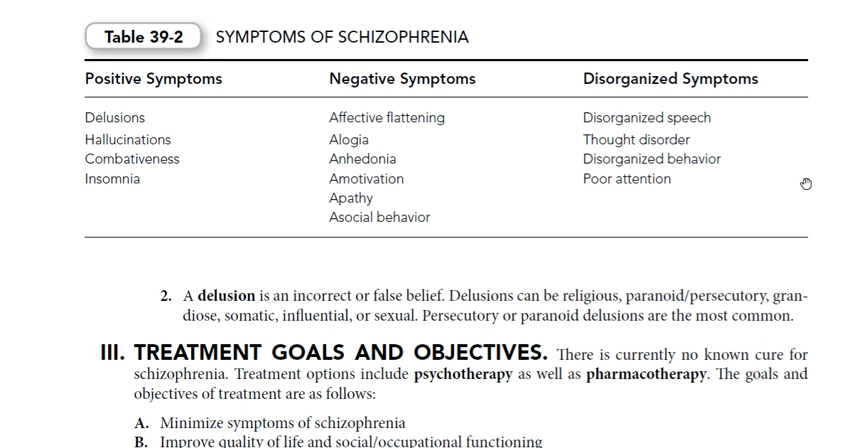 Table 39-2 SYMPTOMS OF SCHIZOPHRENIA
Positive Symptoms Negative Symptoms Disorganized Symptoms
Delusions Affective flattening Disorganized speech
Hallucinations Alogia Thought disorder
Combativeness Anhedonia Disorganized behavior
Insomnia Amotivation Poor attention
Apathy
Asocial behavior
2. A delusion is an incorrect or false belief. Delusions can be religious, paranoid/persecutory, gran-
diose, somatic, influential, or sexual. Persecutory or paranoid delusions are the most common.
III. TREATMENT GOALS AND OBJECTIVES. There is currently no known cure for
schizophrenia. Treatment options include psychotherapy as well as pharmacotherapy. The goals and
objectives of treatment are as follows:
A. Minimize symptoms of schizophrenia
B. Improve quality of life and social/occupational functioning